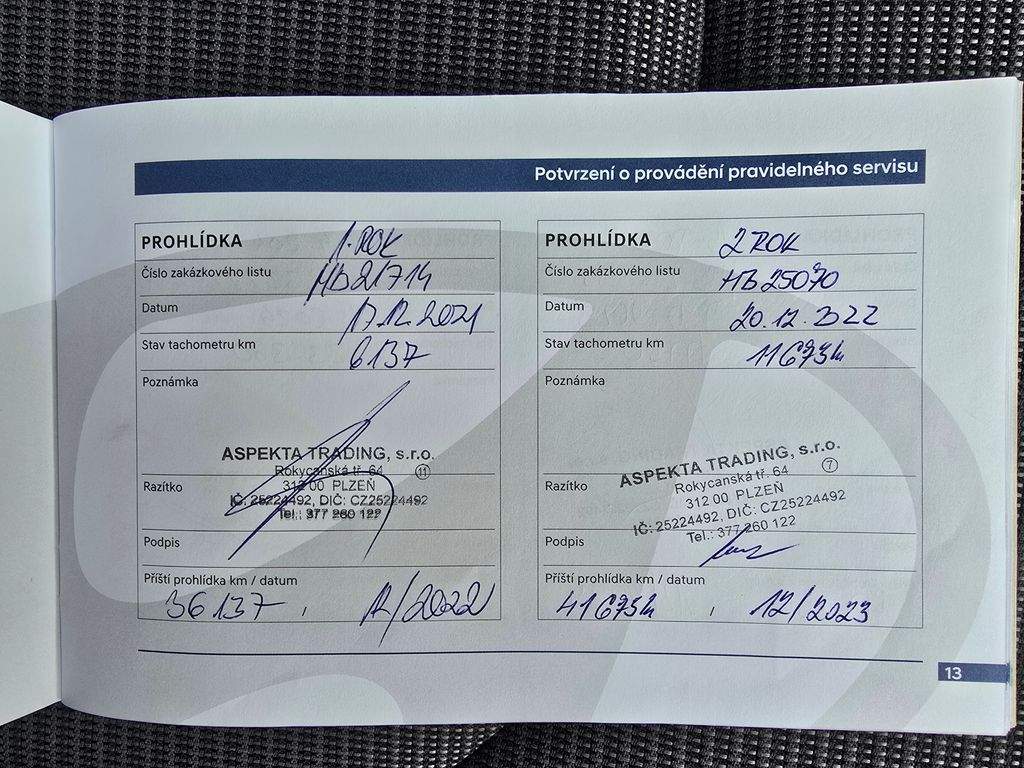 Potvrzení o provádění pravidelného servisu
PROHLÍDKA 1. ROK
Číslo zakázkového listu HB21714
Datum 17.12.2021
Stav tachometru km 6137
Poznámka
ASPEKTA TRADING, s.r.o.
Rokycanská tř. 64 11
312 00 PLZEŇ
Razítko
IČ: 25224492, DIČ: CZ25224492
Tel.: 377 260 122
Podpis
Příští prohlídka km / datum
36137 , 12/2022
PROHLÍDKA 2 ROK
Číslo zakázkového listu HB25070
Datum 20.12.2022
Stav tachometru km 11675
Poznámka
ASPEKTA TRADING, s.r.o.
Rokycanská tř. 64 7
312 00 PLZEŇ
Razítko
IČ: 25224492, DIČ: CZ25224492
Tel.: 377 260 122
Podpis
Příští prohlídka km / datum
41675 , 12/2023
13